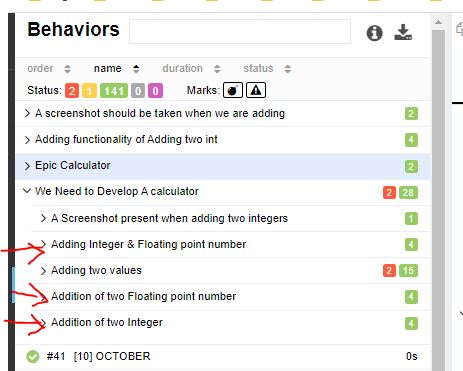 Behaviors
order name duration status
Status: 2 1 141 0 0 Marks:
A screenshot should be taken when we are adding 2
Adding functionality of Adding two int 4
Epic Calculator 2
We Need to Develop A calculator 2 28
A Screenshot present when adding two integers 1
Adding Integer & Floating point number 4
Adding two values 2 15
Addition of two Floating point number 4
Addition of two Integer 4
#41 [10] OCTOBER 0s